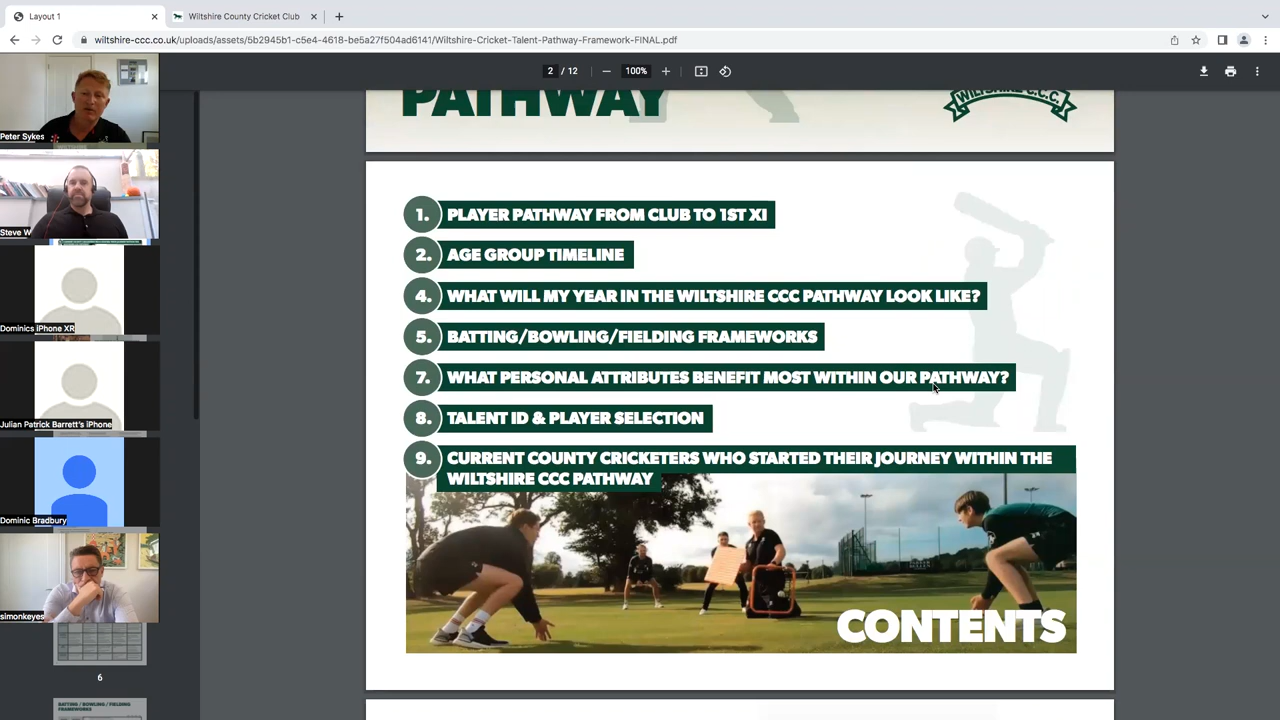 Layout 1
Wiltshire County Cricket Club
wiltshire-ccc.co.uk/uploads/assets/5b2945b1-c5e4-4618-be5a27f504ad6141/Wiltshire-Cricket-Talent-Pathway-Framework-FINAL.pdf
2 / 12
100%
PATHWAY
WILTSHIRE C.C.C.
1. PLAYER PATHWAY FROM CLUB TO 1ST XI
2. AGE GROUP TIMELINE
4. WHAT WILL MY YEAR IN THE WILTSHIRE CCC PATHWAY LOOK LIKE?
5. BATTING/BOWLING/FIELDING FRAMEWORKS
7. WHAT PERSONAL ATTRIBUTES BENEFIT MOST WITHIN OUR PATHWAY?
8. TALENT ID & PLAYER SELECTION
9. CURRENT COUNTY CRICKETERS WHO STARTED THEIR JOURNEY WITHIN THE
WILTSHIRE CCC PATHWAY
CONTENTS
Peter Sykes
Steve W
Dominics iPhone XR
Julian Patrick Barrett's iPhone
Dominic Bradbury
simonkeyes
6
BATTING / BOWLING / FIELDING
FRAMEWORKS